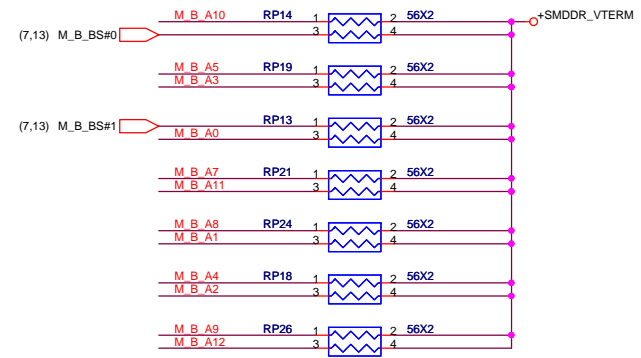 M_B_A10 RP14 1 2 56X2 +SMDDR_VTERM
(7,13) M_B_BS#0 3 4
M_B_A5 RP19 1 2 56X2
M_B_A3 3 4
(7,13) M_B_BS#1 RP13 1 2 56X2
M_B_A0 3 4
M_B_A7 RP21 1 2 56X2
M_B_A11 3 4
M_B_A8 RP24 1 2 56X2
M_B_A1 3 4
M_B_A4 RP18 1 2 56X2
M_B_A2 3 4
M_B_A9 RP26 1 2 56X2
M_B_A12 3 4